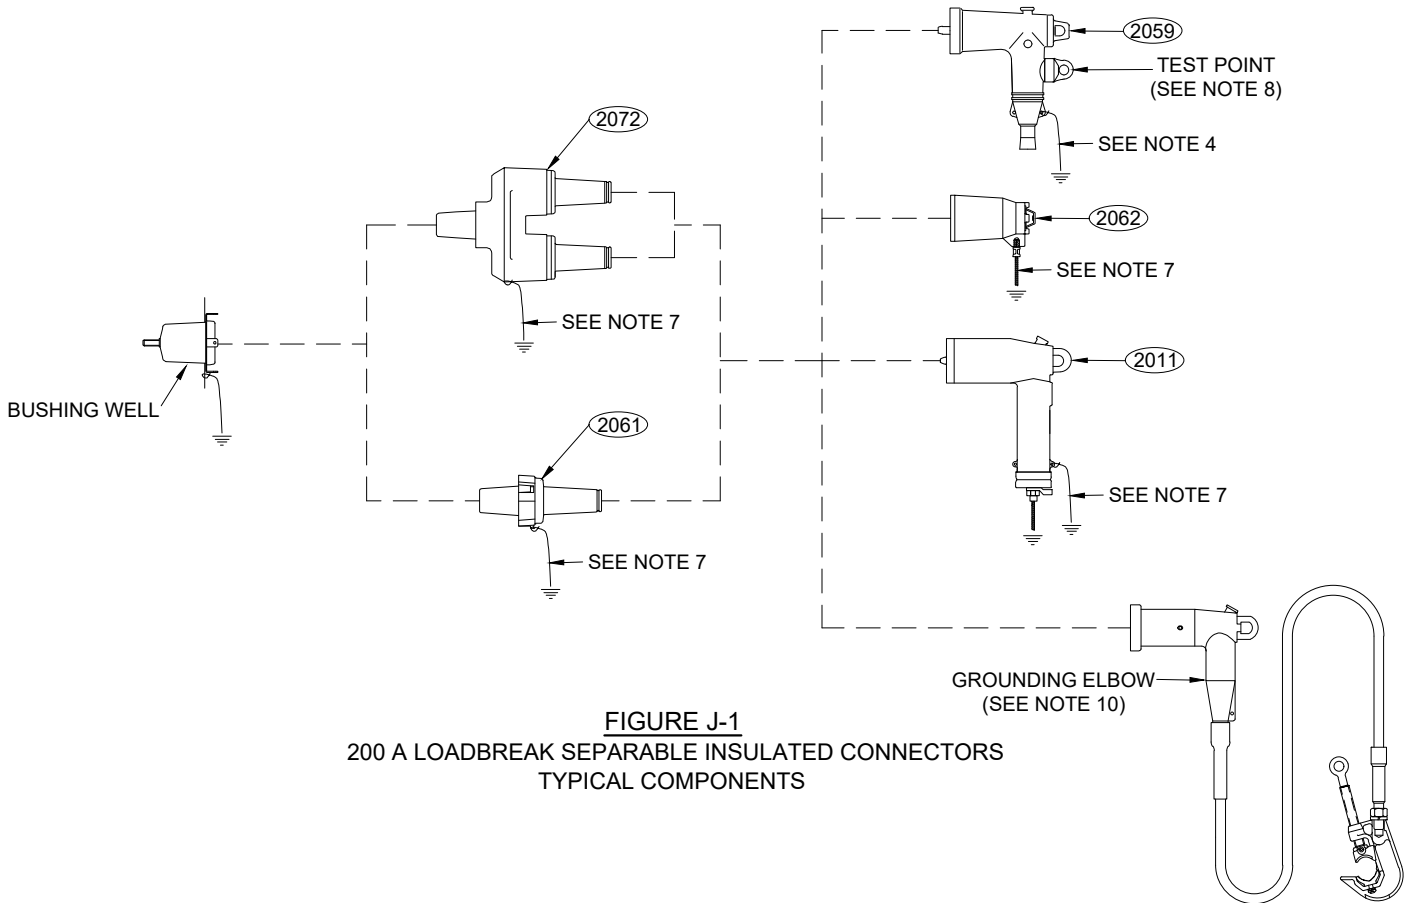 2059
TEST POINT
(SEE NOTE 8)
2072
SEE NOTE 4
2062
SEE NOTE 7
SEE NOTE 7
2011
BUSHING WELL
2061
SEE NOTE 7
SEE NOTE 7
GROUNDING ELBOW
(SEE NOTE 10)
FIGURE J-1
200 A LOADBREAK SEPARABLE INSULATED CONNECTORS
TYPICAL COMPONENTS